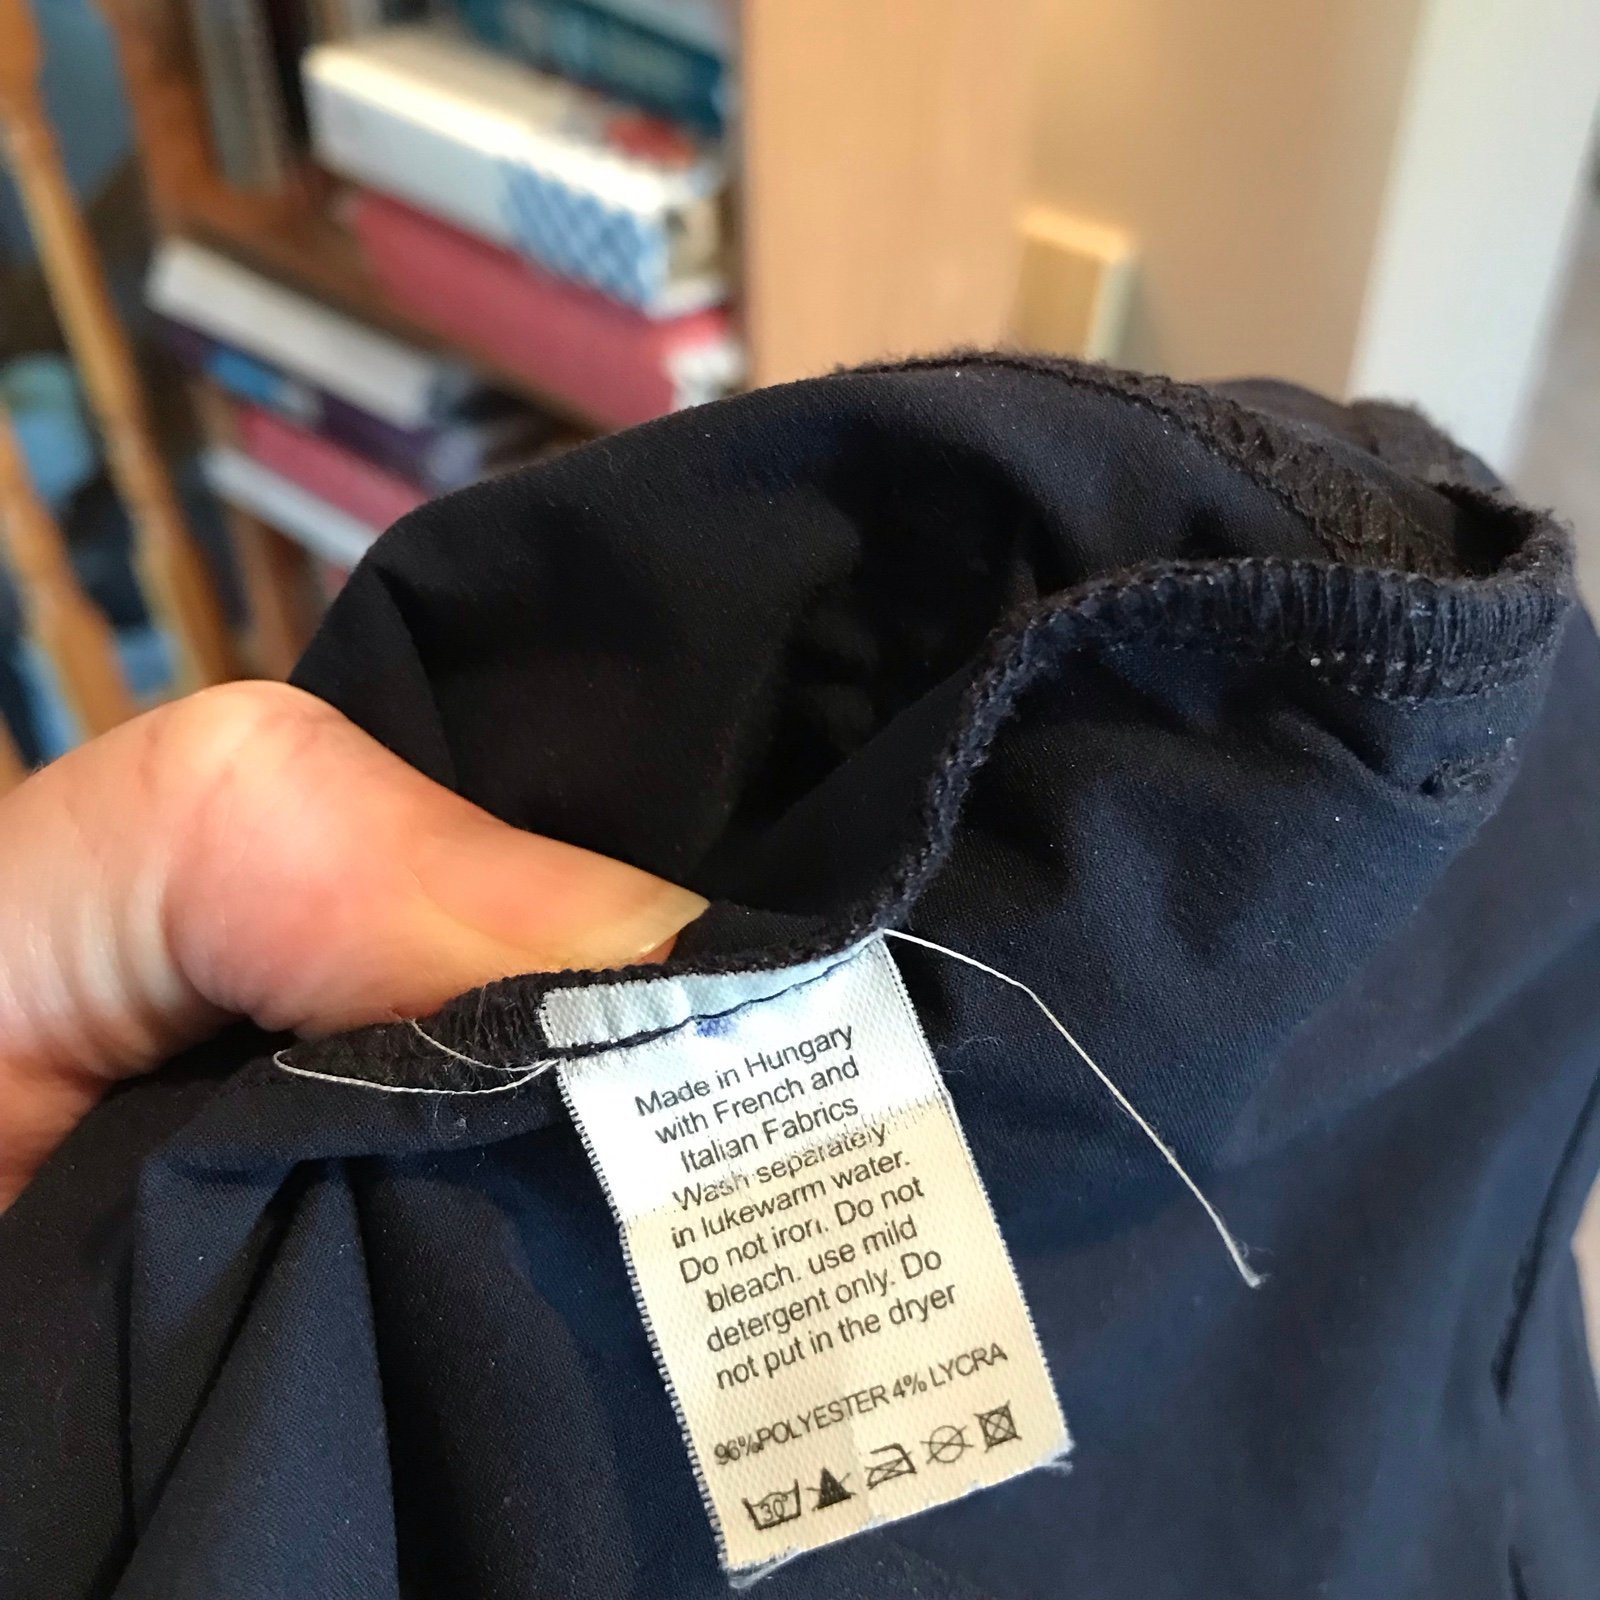 Made in Hungary
with French and
Italian Fabrics
Wash separately
in lukewarm water.
Do not iron. Do not
bleach. use mild
detergent only. Do
not put in the dryer
96%POLYESTER 4% LYCRA
30°